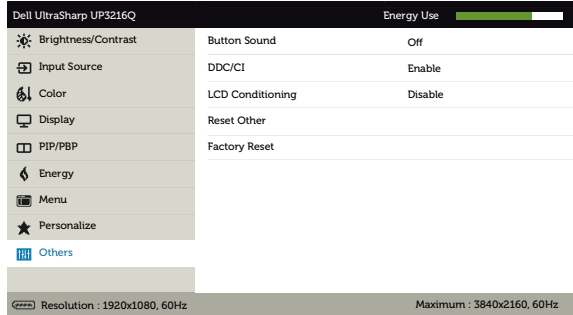 Dell UltraSharp UP3216Q Energy Use
Brightness/Contrast Button Sound Off
Input Source DDC/CI Enable
Color LCD Conditioning Disable
Display Reset Other
PIP/PBP Factory Reset
Energy
Menu
Personalize
Others
Resolution : 1920x1080, 60Hz Maximum : 3840x2160, 60Hz